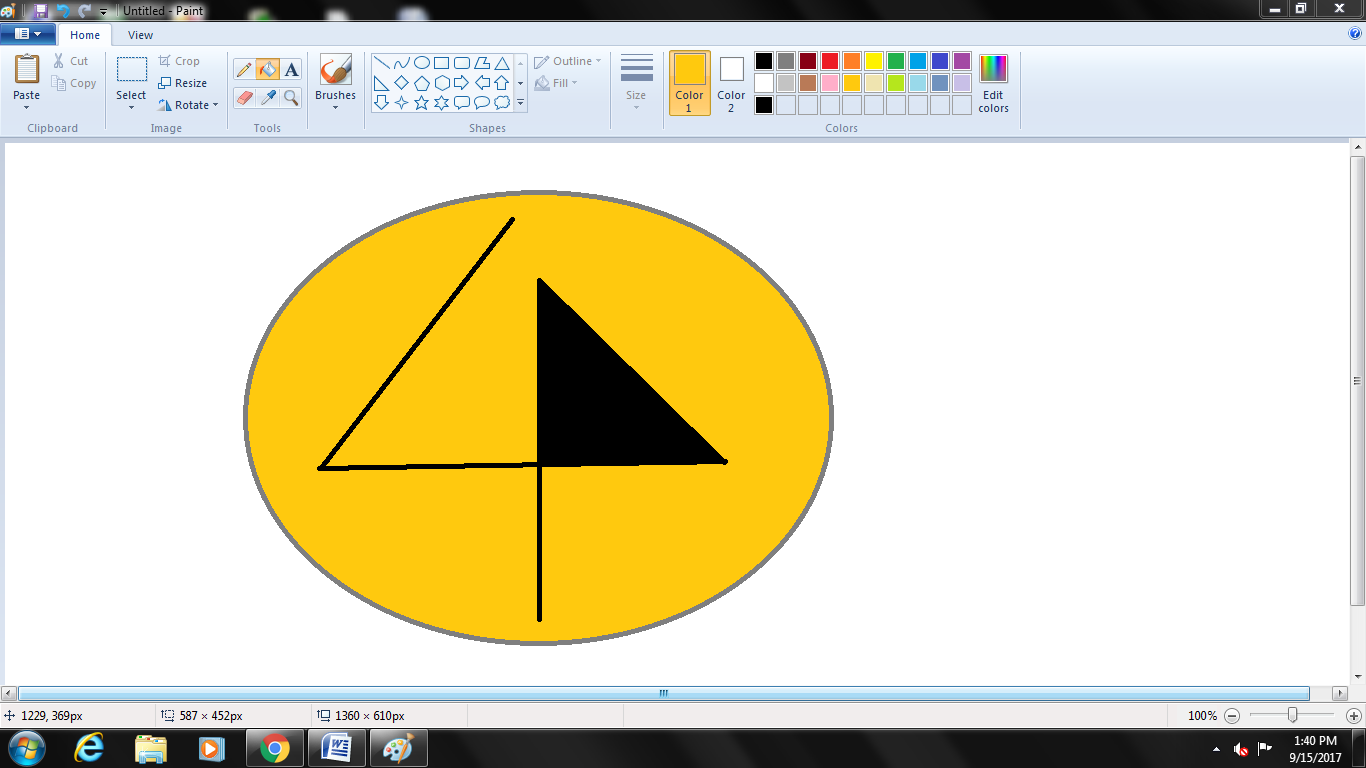 Untitled - Paint
Home View
Paste
Cut
Copy
Clipboard
Select
Crop
Resize
Rotate
Image
A
Tools
Brushes
Outline
Fill
Shapes
Size
Color 1
Color 2
Edit colors
Colors
1229, 369px
587 × 452px
1360 × 610px
100%
1:40 PM
9/15/2017